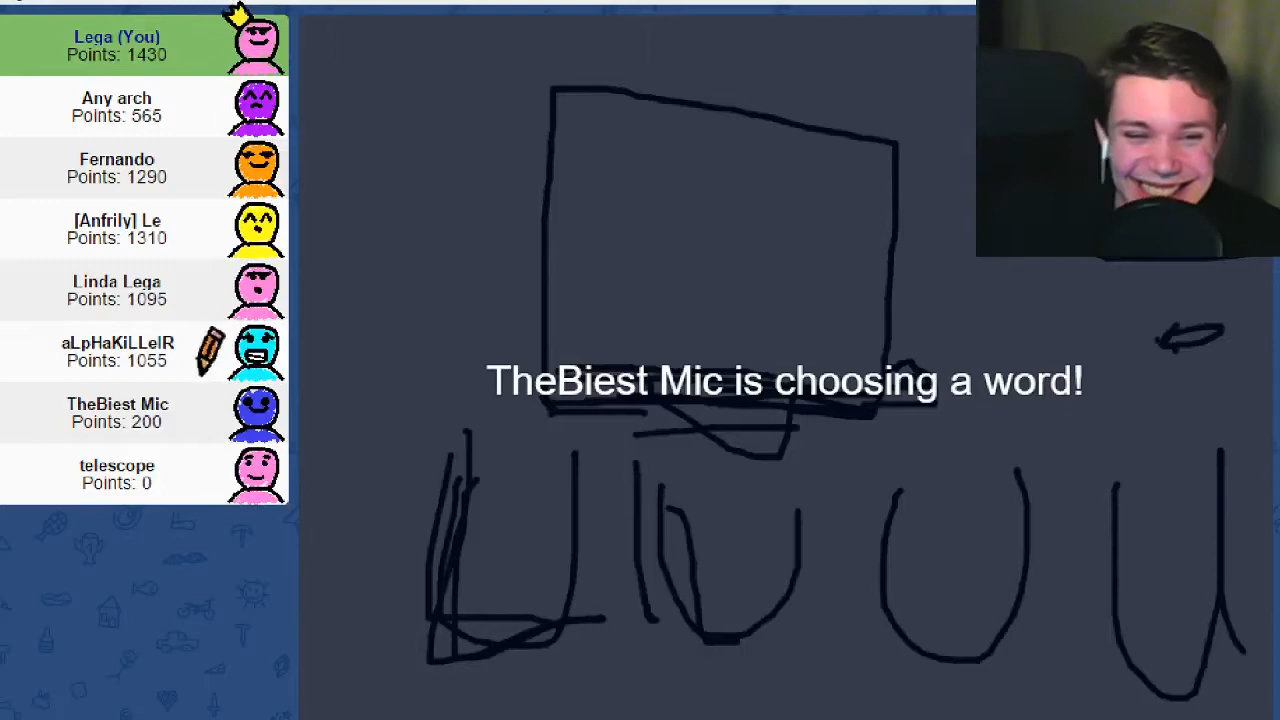 Lega (You)
Points: 1430
Any arch
Points: 565
Fernando
Points: 1290
[Anfrily] Le
Points: 1310
Linda Lega
Points: 1095
aLpHaKiLLeIR
Points: 1055
TheBiest Mic
Points: 200
telescope
Points: 0
TheBiest Mic is choosing a word!